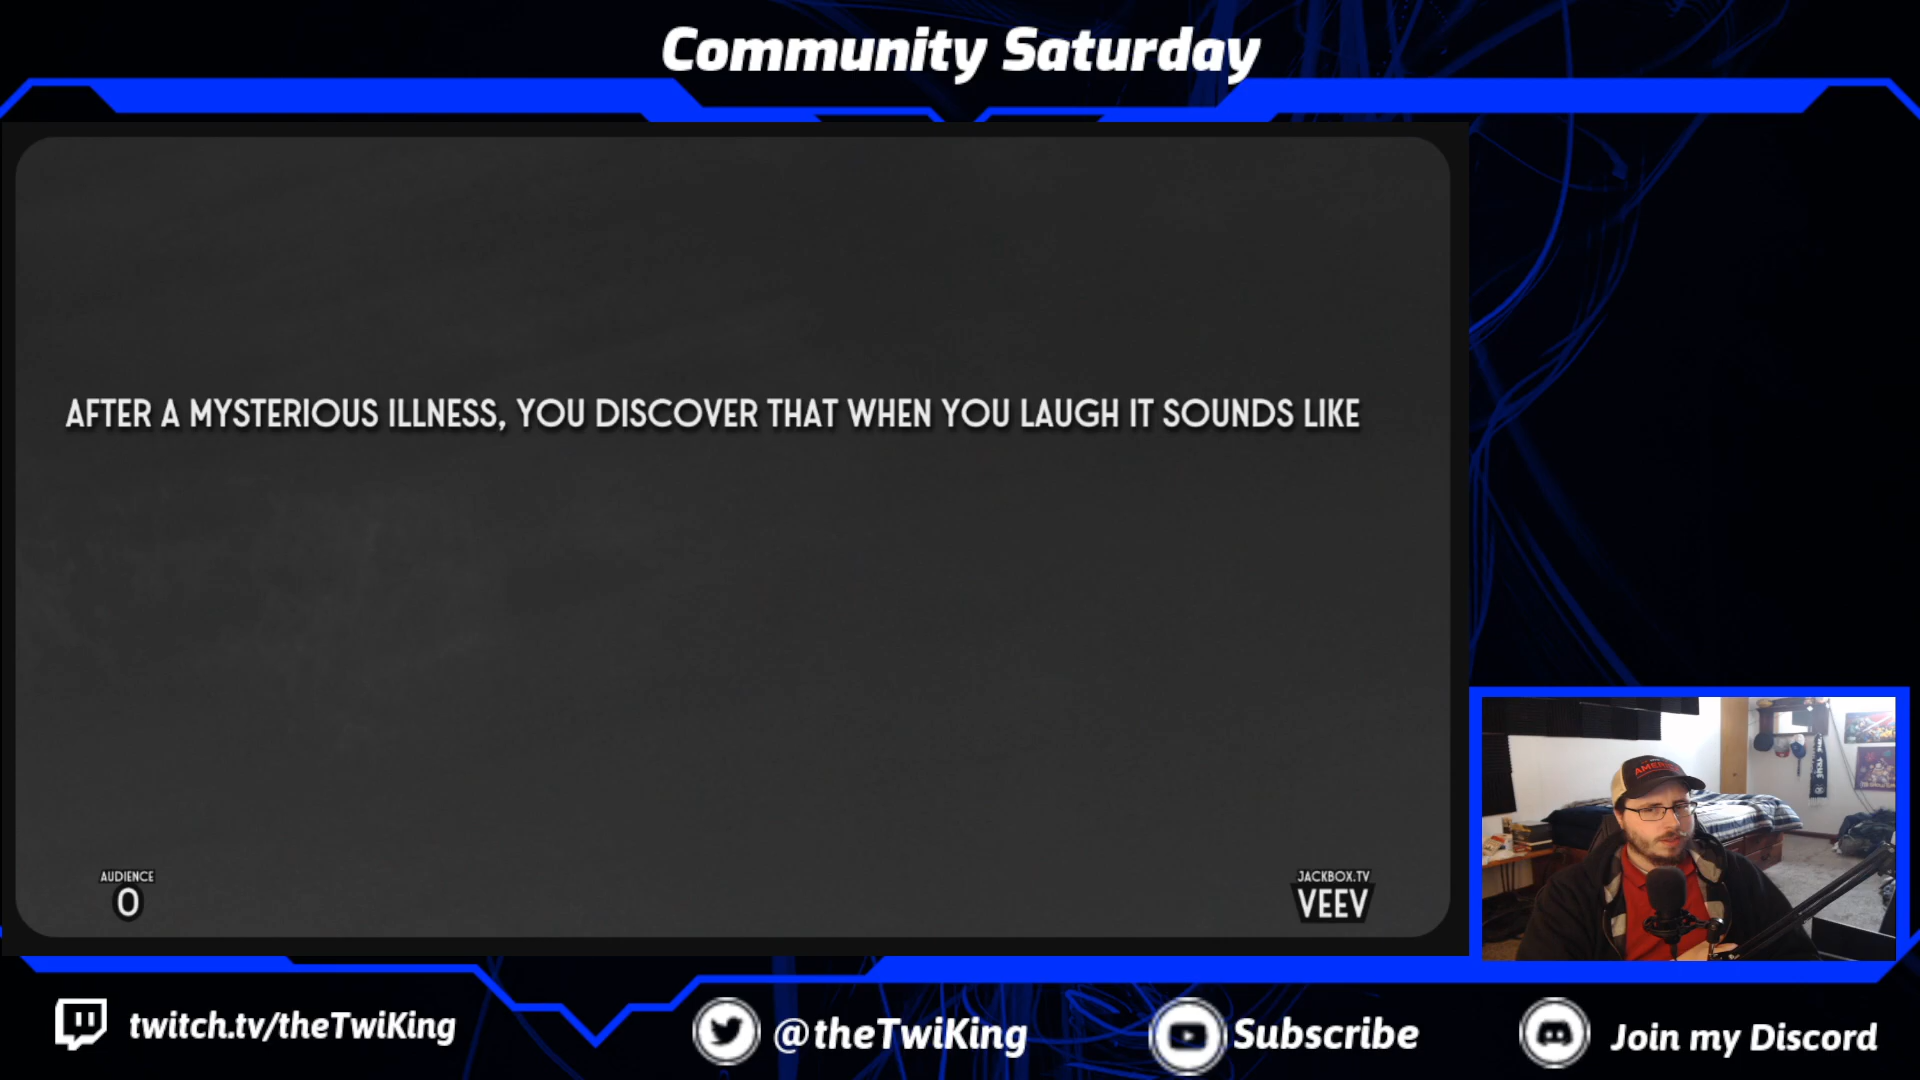 Community Saturday
AFTER A MYSTERIOUS ILLNESS, YOU DISCOVER THAT WHEN YOU LAUGH IT SOUNDS LIKE
AUDIENCE
0
JACKBOX.TV
VEEV
twitch.tv/theTwiKing
@theTwiKing
Subscribe
Join my Discord